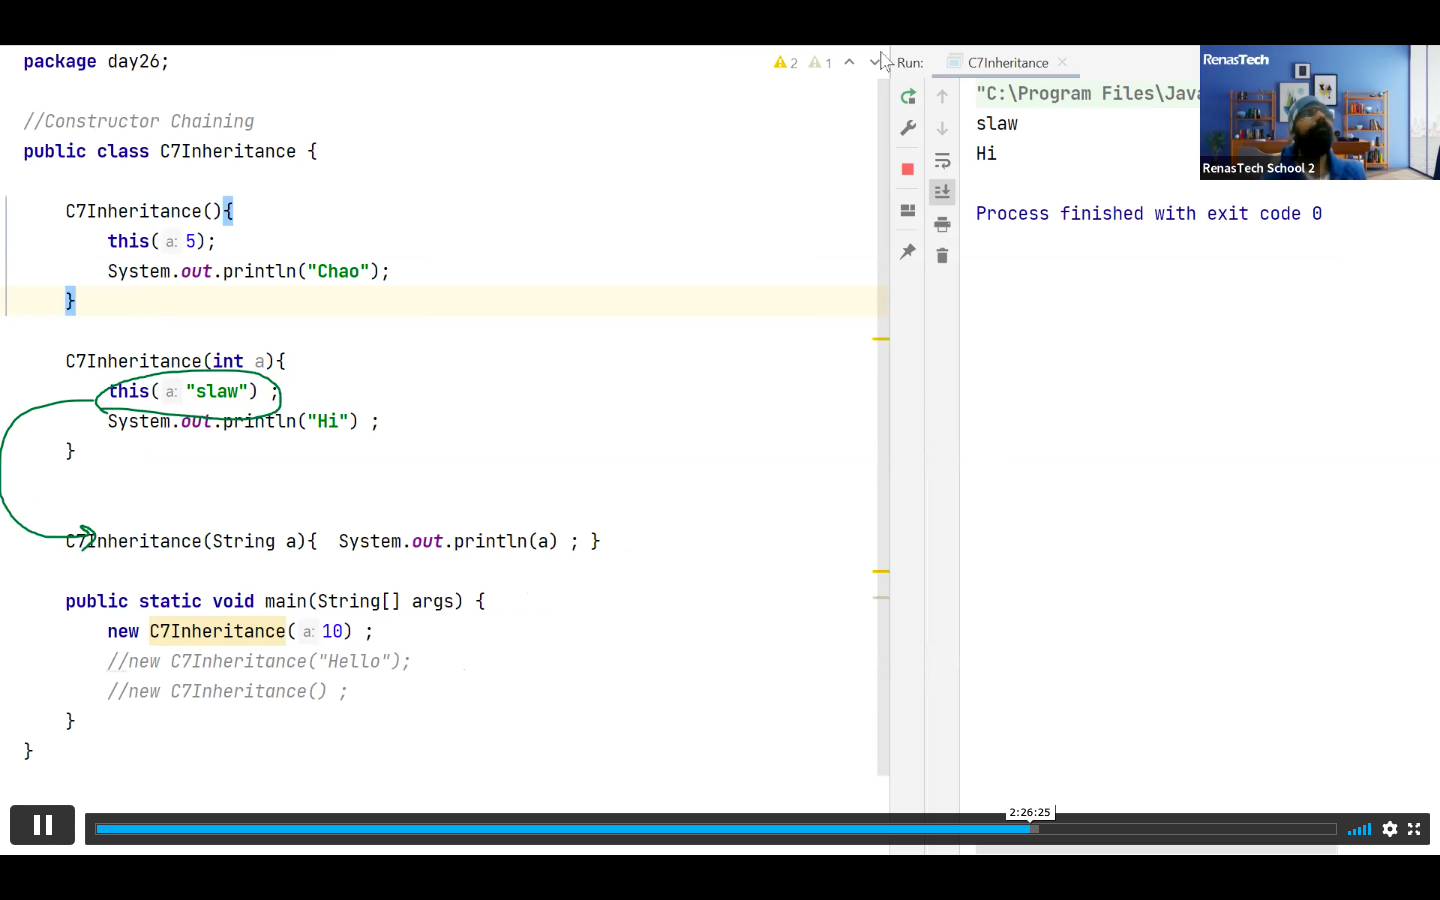 package day26;
2 1
Run: C7Inheritance
RenasTech
//Constructor Chaining
public class C7Inheritance {
"C:\Program Files\Java
slaw
Hi
RenasTech School 2
C7Inheritance(){
this( a: 5);
System.out.println("Chao");
}
Process finished with exit code 0
C7Inheritance(int a){
this( a: "slaw") ;
System.out.println("Hi") ;
}
C7Inheritance(String a){ System.out.println(a) ; }
public static void main(String[] args) {
new C7Inheritance( a: 10) ;
//new C7Inheritance("Hello");
//new C7Inheritance() ;
}
}
2:26:25